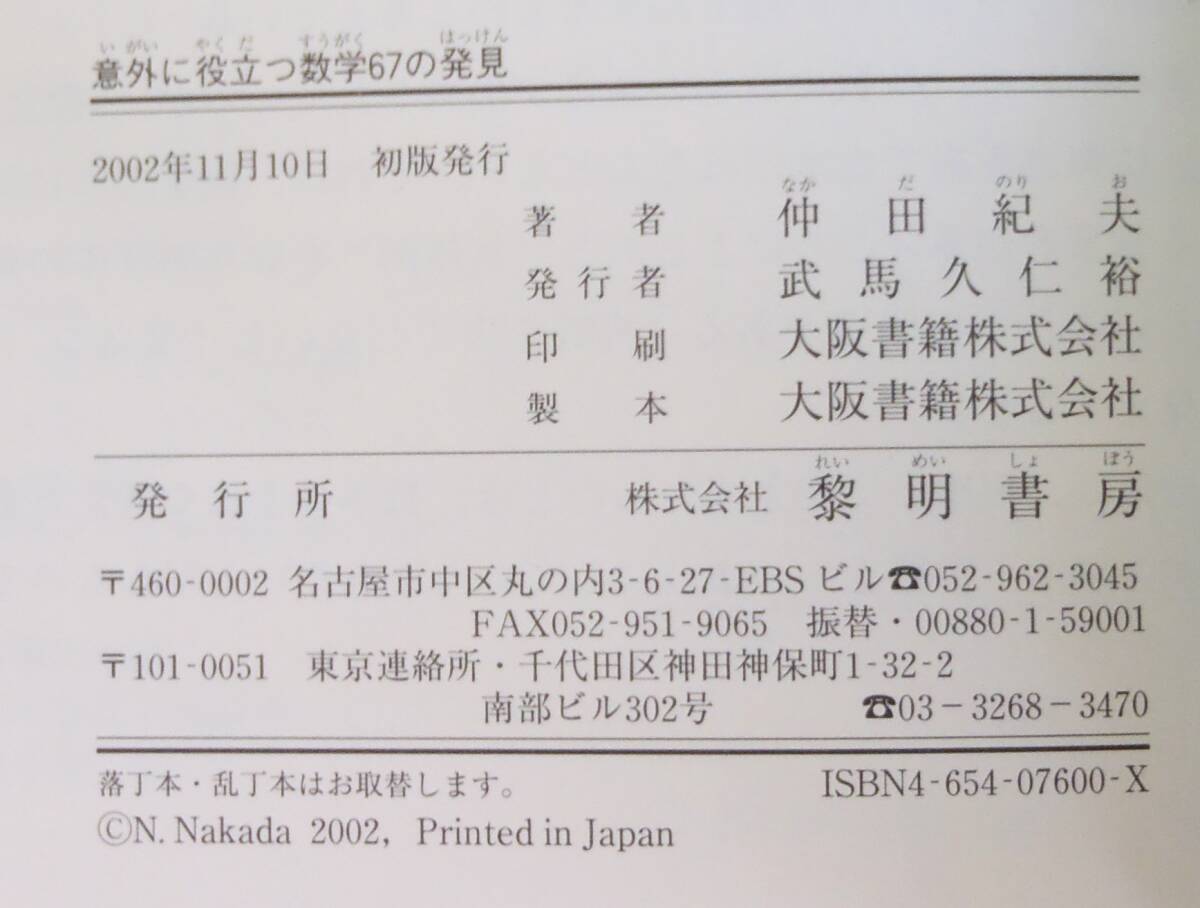 いがい やくだ すうがく はっけん
意外に役立つ数学67の発見
2002年11月10日 初版発行
なか だ のり お
著者 仲田紀夫
発行者 武馬久仁裕
印刷 大阪書籍株式会社
製本 大阪書籍株式会社
れい めい しょ ぼう
発行所 株式会社 黎明書房
〒460-0002 名古屋市中区丸の内3-6-27-EBSビル☎052-962-3045
FAX052-951-9065 振替・00880-1-59001
〒101-0051 東京連絡所・千代田区神田神保町1-32-2
南部ビル302号 ☎03-3268-3470
落丁本・乱丁本はお取替します。 ISBN4-654-07600-X
©N. Nakada 2002, Printed in Japan